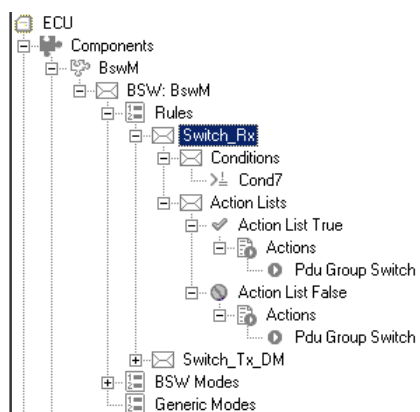 ECU
Components
BswM
BSW: BswM
Rules
Switch_Rx
Conditions
Cond7
Action Lists
Action List True
Actions
Pdu Group Switch
Action List False
Actions
Pdu Group Switch
Switch_Tx_DM
BSW Modes
Generic Modes